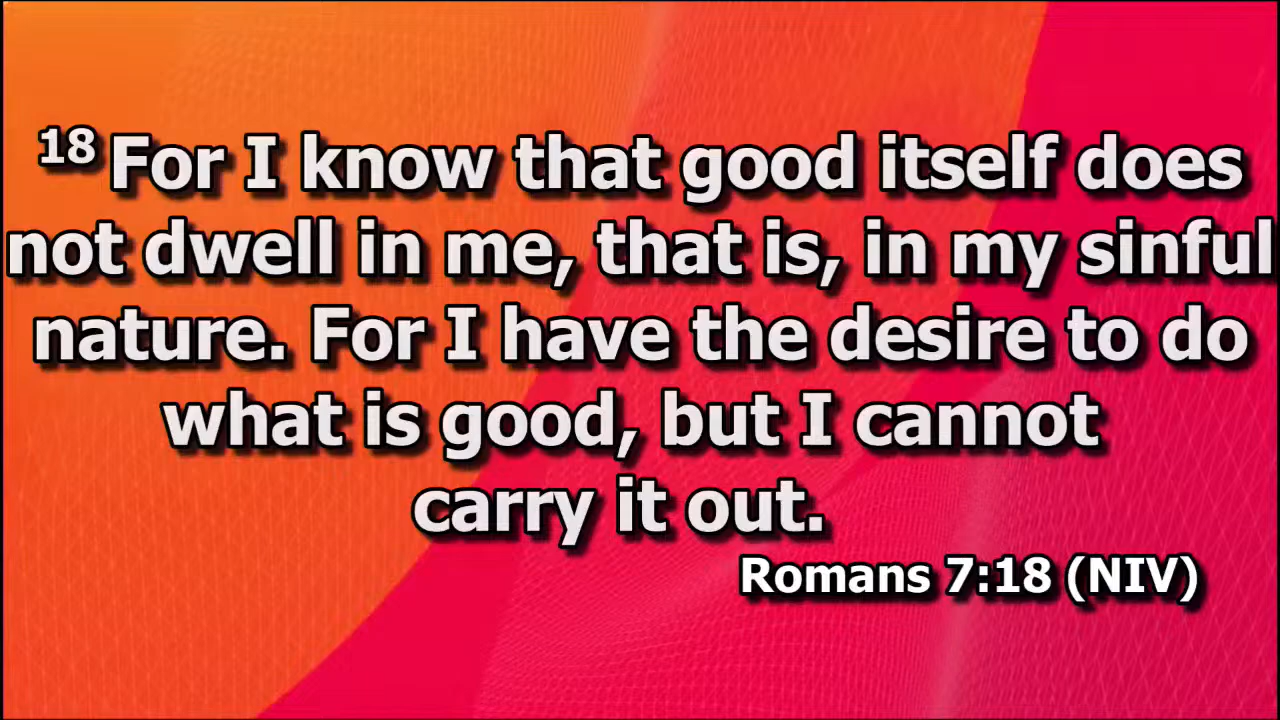 18 For I know that good itself does
not dwell in me, that is, in my sinful
nature. For I have the desire to do
what is good, but I cannot
carry it out.
Romans 7:18 (NIV)